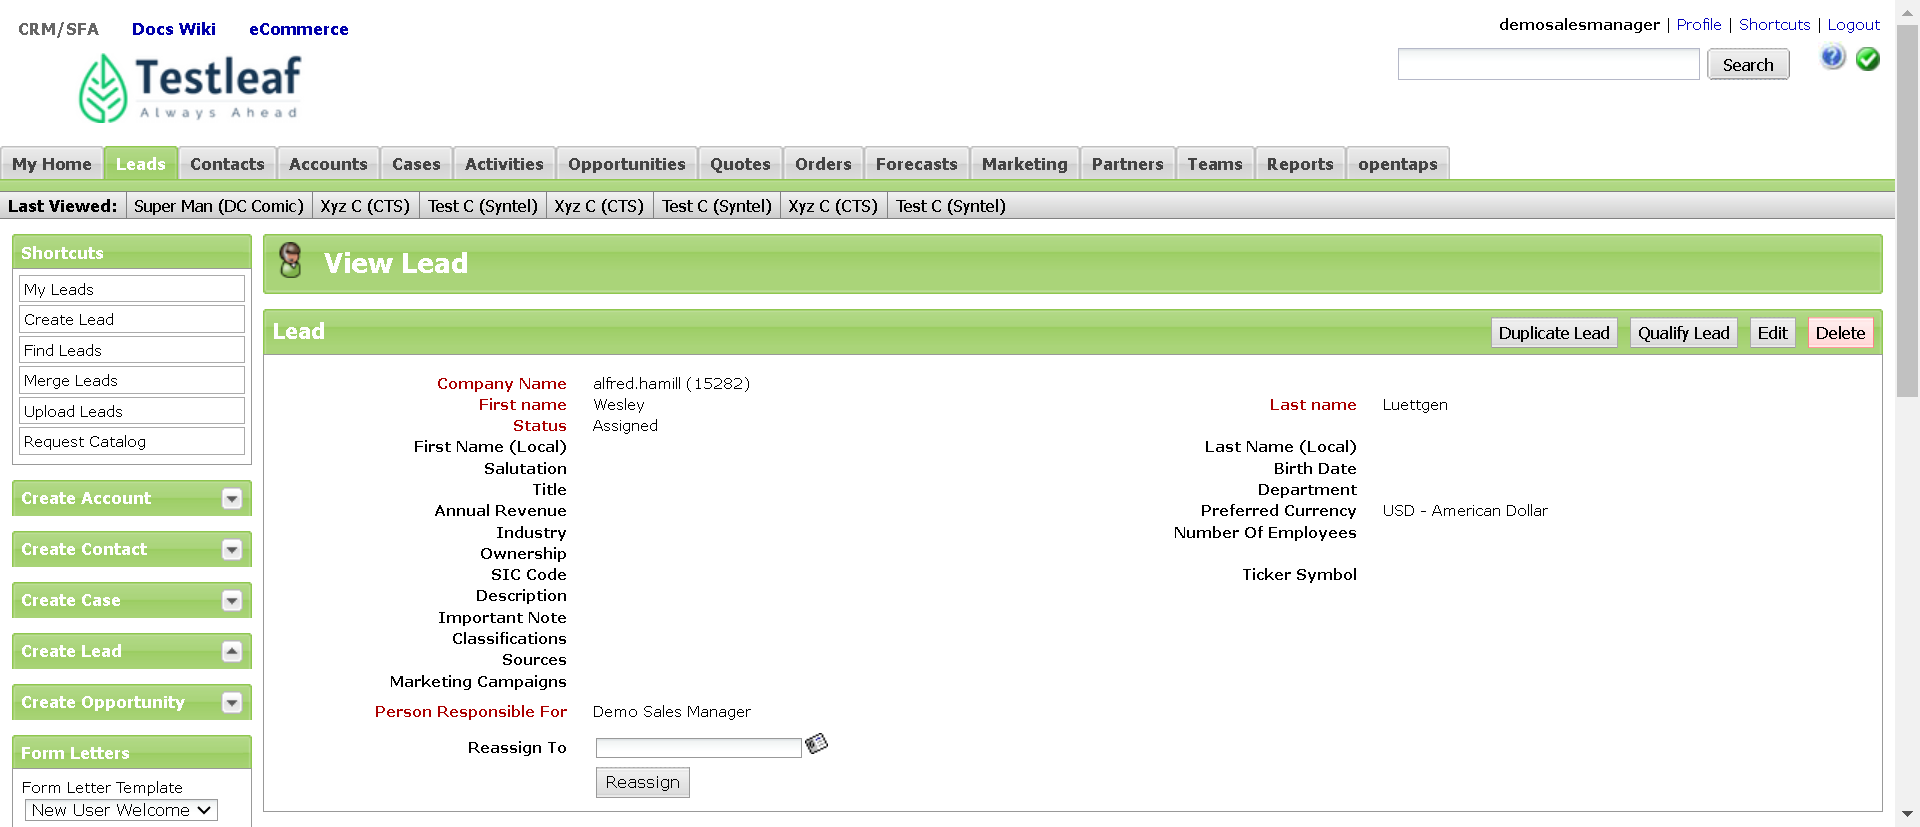 CRM/SFA Docs Wiki eCommerce
demosalesmanager | Profile | Shortcuts | Logout
Testleaf
Always Ahead
Search
My Home Leads Contacts Accounts Cases Activities Opportunities Quotes Orders Forecasts Marketing Partners Teams Reports opentaps
Last Viewed: Super Man (DC Comic) Xyz C (CTS) Test C (Syntel) Xyz C (CTS) Test C (Syntel) Xyz C (CTS) Test C (Syntel)
Shortcuts
My Leads
Create Lead
Find Leads
Merge Leads
Upload Leads
Request Catalog
Create Account
Create Contact
Create Case
Create Lead
Create Opportunity
Form Letters
Form Letter Template
New User Welcome
View Lead
Lead
Duplicate Lead Qualify Lead Edit Delete
Company Name alfred.hamill (15282)
First name Wesley Last name Luettgen
Status Assigned
First Name (Local) Last Name (Local)
Salutation Birth Date
Title Department
Annual Revenue Preferred Currency USD - American Dollar
Industry Number Of Employees
Ownership
SIC Code Ticker Symbol
Description
Important Note
Classifications
Sources
Marketing Campaigns
Person Responsible For Demo Sales Manager
Reassign To
Reassign